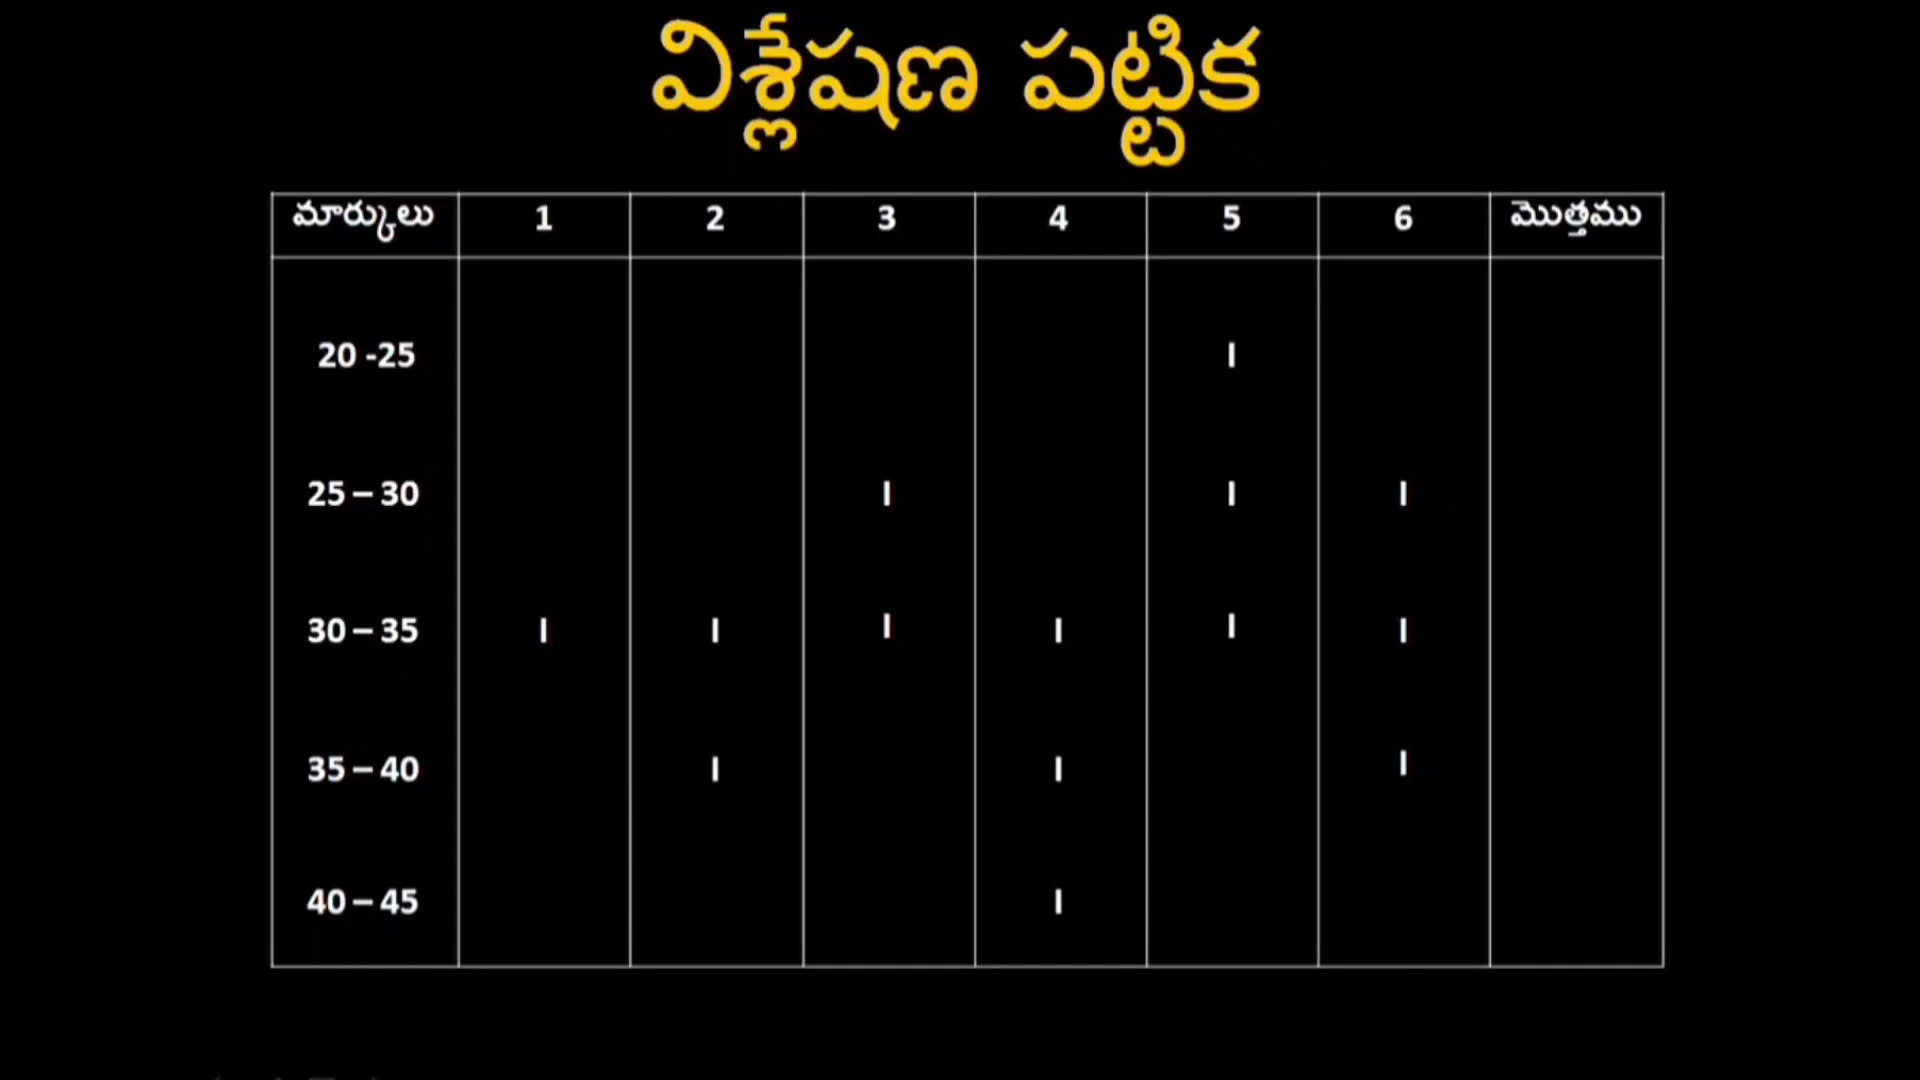 విశ్లేషణ పట్టిక
మార్కులు 1 2 3 4 5 6 మొత్తము
20 -25 I
25 – 30 I I I
30 – 35 I I I I I I
35 – 40 I I I
40 – 45 I